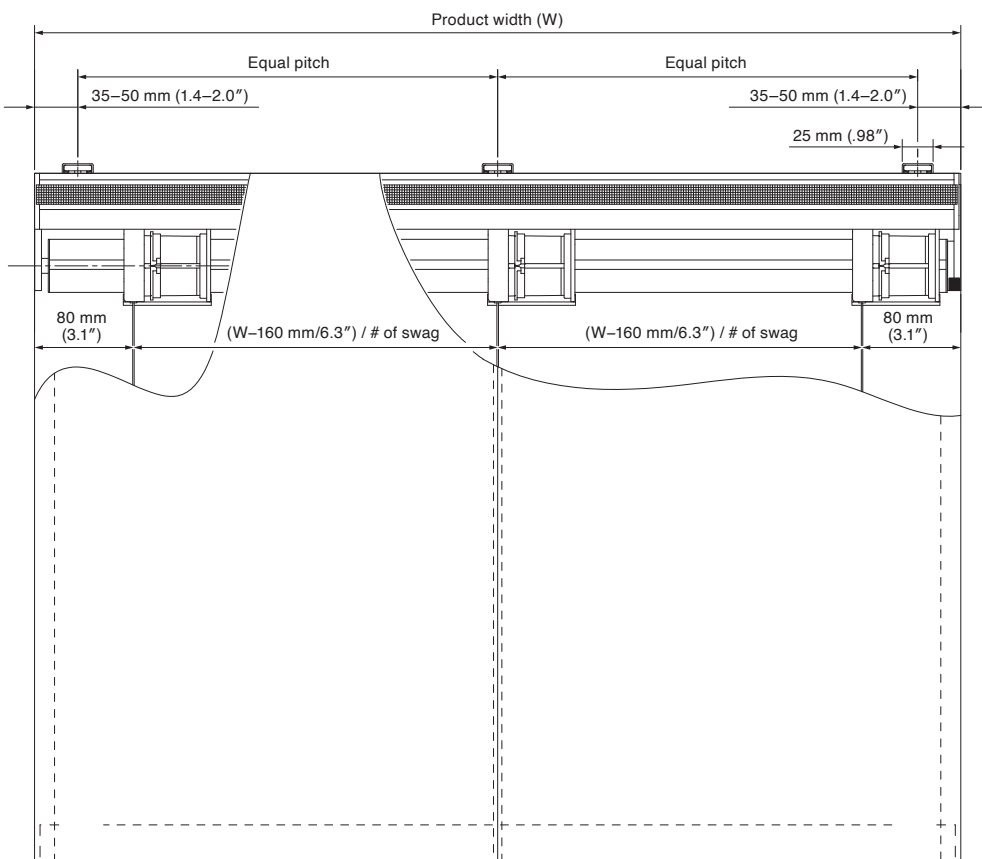 Product width (W)
Equal pitch
Equal pitch
35–50 mm (1.4–2.0″)
35–50 mm (1.4–2.0″)
25 mm (.98″)
80 mm
(3.1″)
(W–160 mm/6.3″) / # of swag
(W–160 mm/6.3″) / # of swag
80 mm
(3.1″)